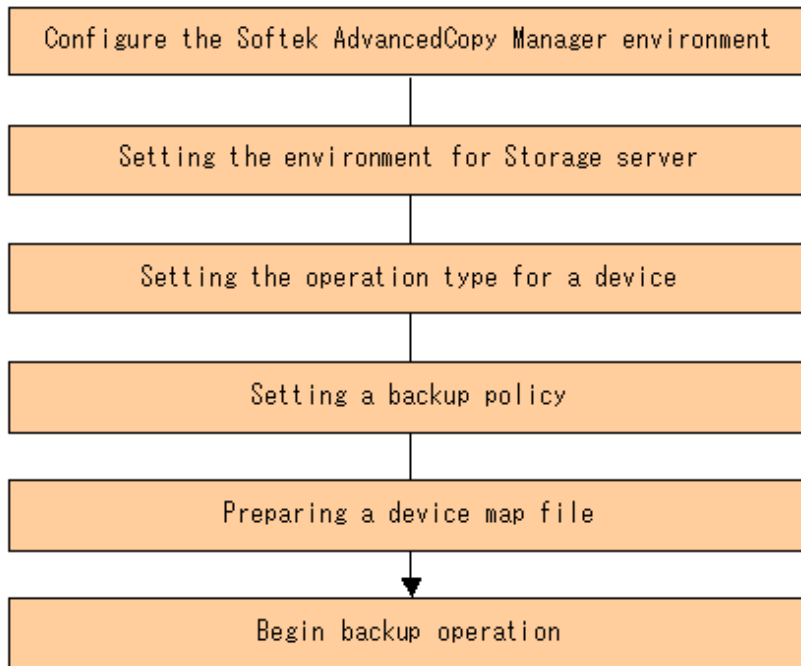 Configure the Softek AdvancedCopy Manager environment
Setting the environment for Storage server
Setting the operation type for a device
Setting a backup policy
Preparing a device map file
Begin backup operation